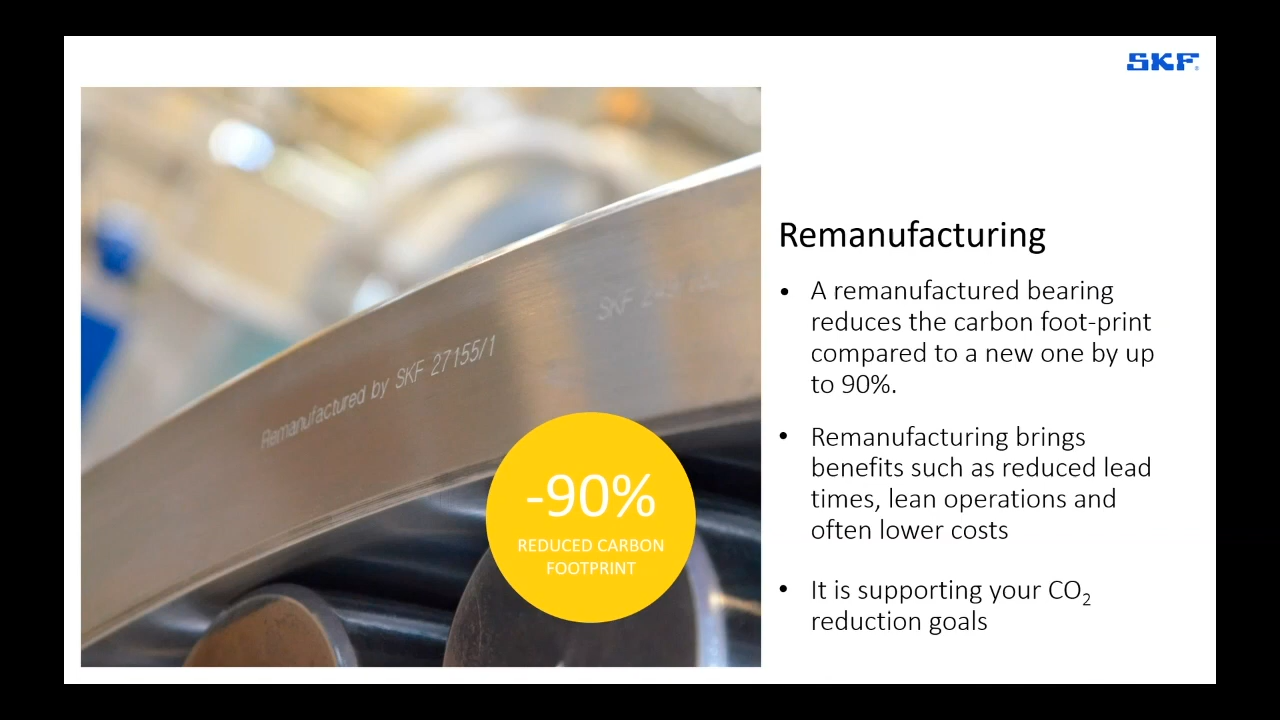 SKF
Remanufactured by SKF 27155/1
SKF
-90%
REDUCED CARBON
FOOTPRINT
Remanufacturing
• A remanufactured bearing
reduces the carbon foot-print
compared to a new one by up
to 90%.
• Remanufacturing brings
benefits such as reduced lead
times, lean operations and
often lower costs
• It is supporting your CO₂
reduction goals